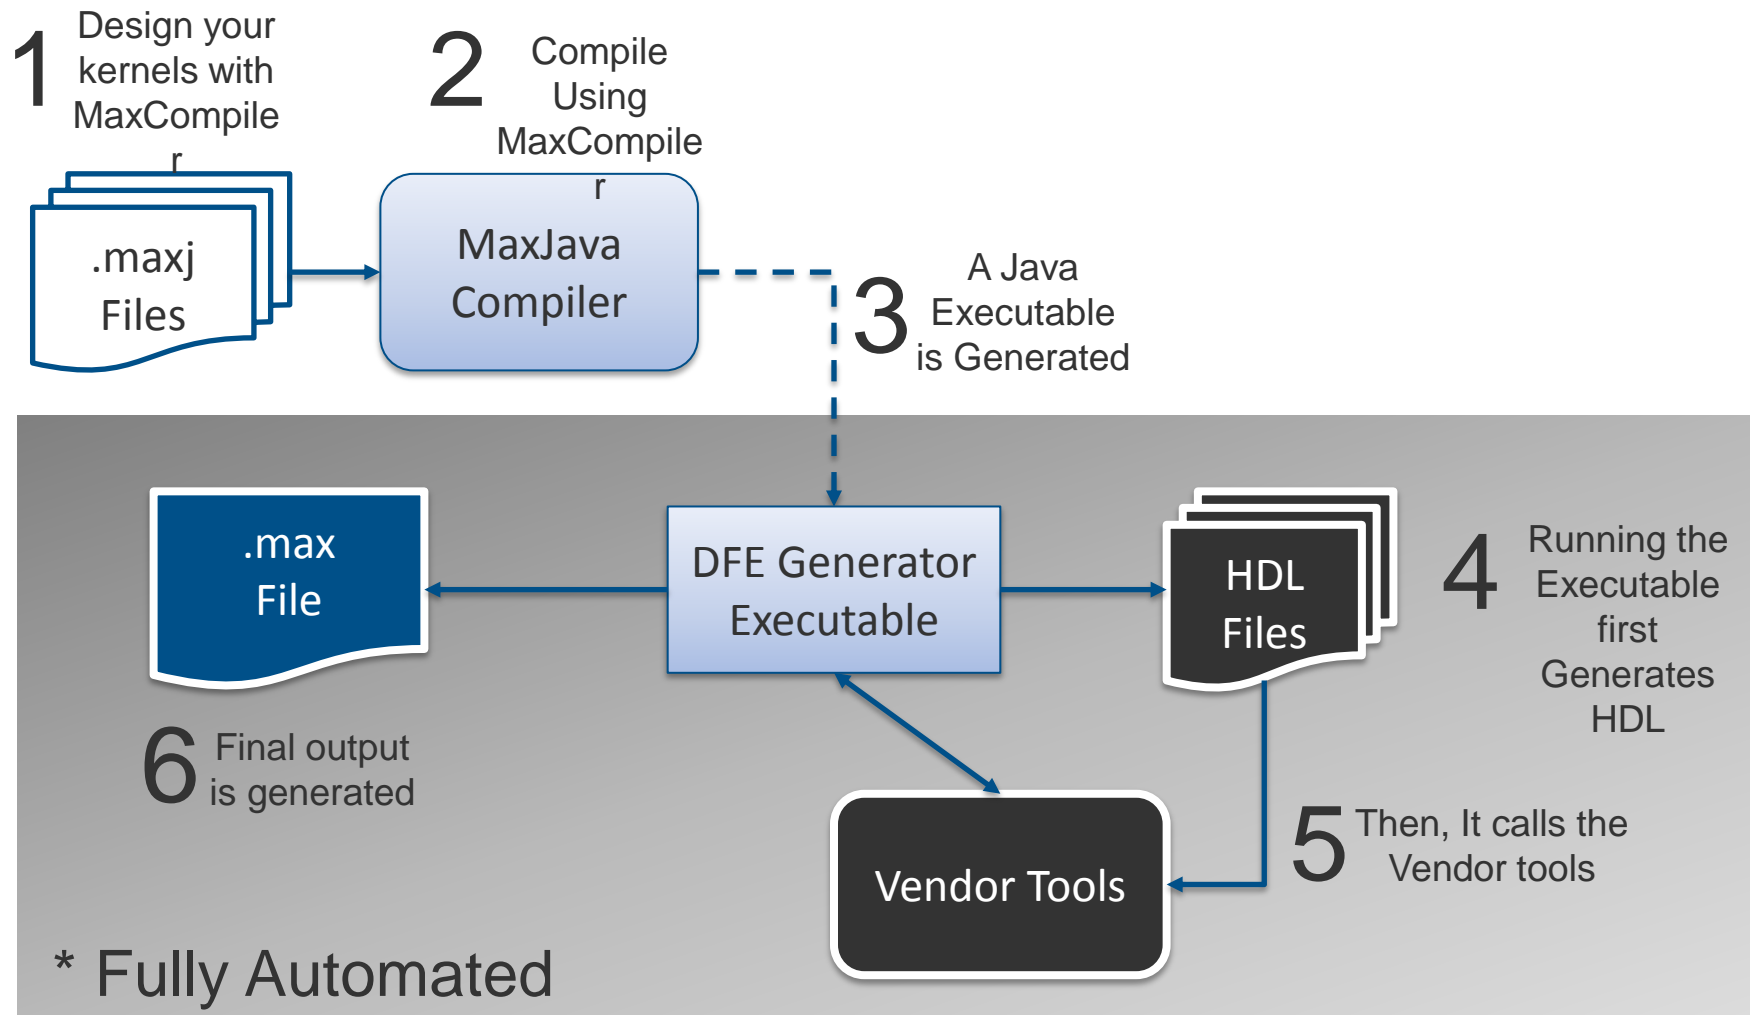 1
Design your
kernels with
MaxCompile
r
2
Compile
Using
MaxCompile
r
.maxj
Files
MaxJava
Compiler
3
A Java
Executable
is Generated
.max
File
DFE Generator
Executable
HDL
Files
4
Running the
Executable
first
Generates
HDL
6
Final output
is generated
Vendor Tools
5
Then, It calls the
Vendor tools
* Fully Automated